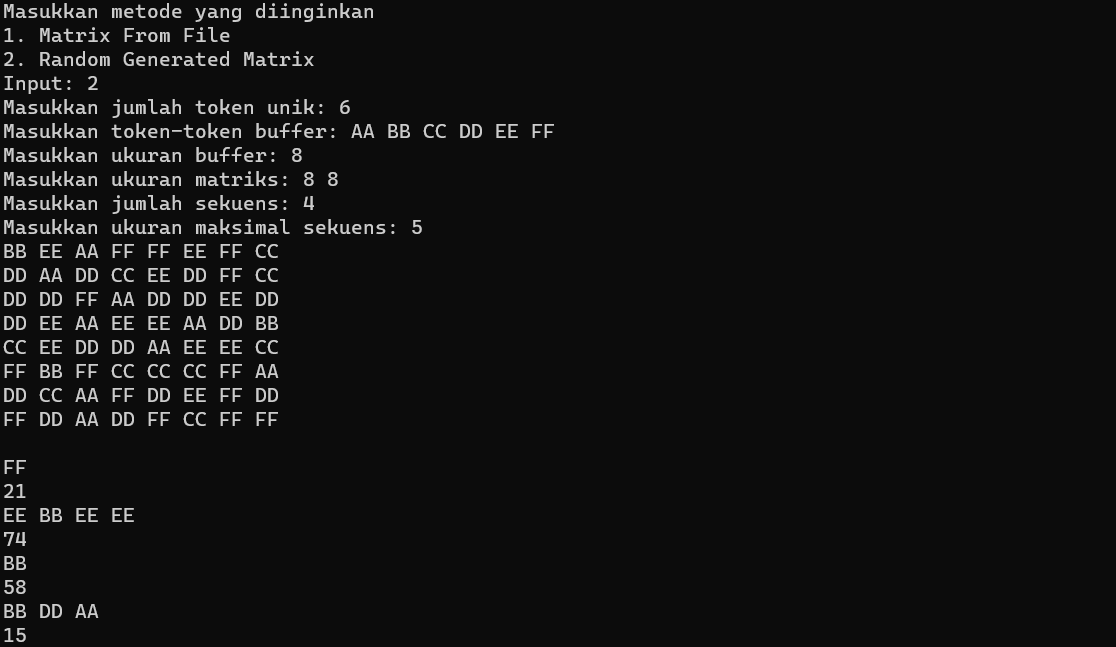 Masukkan metode yang diinginkan
1. Matrix From File
2. Random Generated Matrix
Input: 2
Masukkan jumlah token unik: 6
Masukkan token-token buffer: AA BB CC DD EE FF
Masukkan ukuran buffer: 8
Masukkan ukuran matriks: 8 8
Masukkan jumlah sekuens: 4
Masukkan ukuran maksimal sekuens: 5
BB EE AA FF FF EE FF CC
DD AA DD CC EE DD FF CC
DD DD FF AA DD DD EE DD
DD EE AA EE EE AA DD BB
CC EE DD DD AA EE EE CC
FF BB FF CC CC CC FF AA
DD CC AA FF DD EE FF DD
FF DD AA DD FF CC FF FF

FF
21
EE BB EE EE
74
BB
58
BB DD AA
15